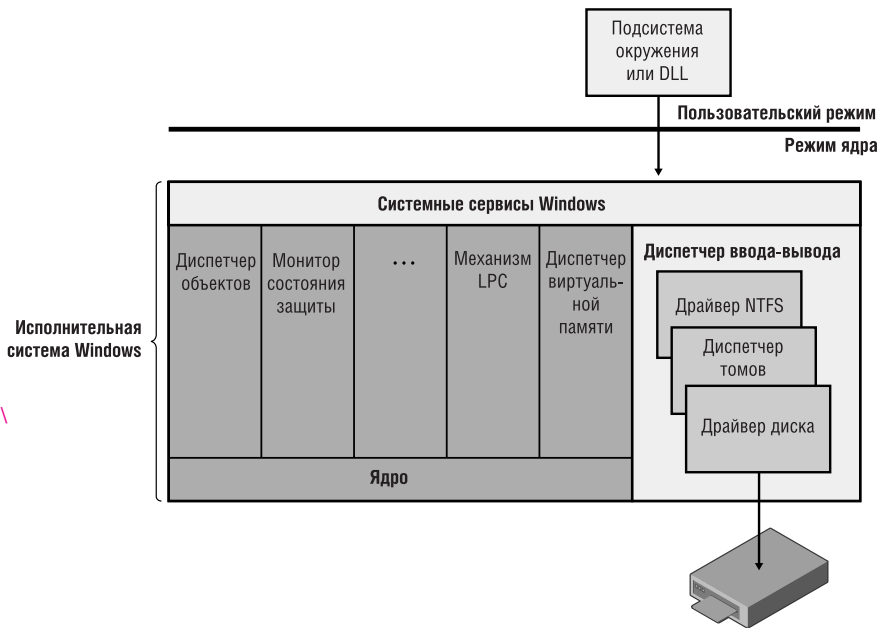 Подсистема
окружения
или DLL
Пользовательский режим
Режим ядра
Системные сервисы Windows
Диспетчер
объектов
Монитор
состояния
защиты
...
Механизм
LPC
Диспетчер
виртуаль-
ной
памяти
Диспетчер ввода-вывода
Драйвер NTFS
Диспетчер
томов
Драйвер диска
Исполнительная
система Windows
\
Ядро